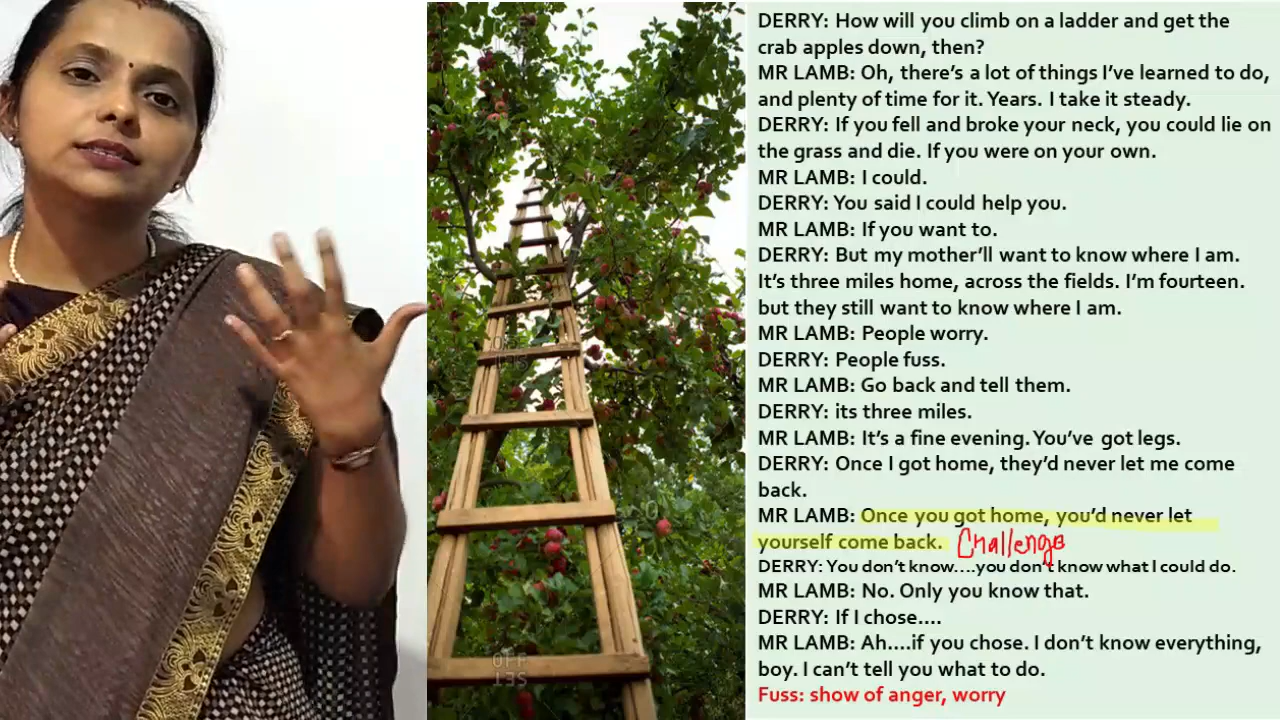 DERRY: How will you climb on a ladder and get the
crab apples down, then?
MR LAMB: Oh, there's a lot of things I've learned to do,
and plenty of time for it. Years. I take it steady.
DERRY: If you fell and broke your neck, you could lie on
the grass and die. If you were on your own.
MR LAMB: I could.
DERRY: You said I could help you.
MR LAMB: If you want to.
DERRY: But my mother'll want to know where I am.
It's three miles home, across the fields. I'm fourteen.
but they still want to know where I am.
MR LAMB: People worry.
DERRY: People fuss.
MR LAMB: Go back and tell them.
DERRY: its three miles.
MR LAMB: It's a fine evening. You've got legs.
DERRY: Once I got home, they'd never let me come
back.
MR LAMB: Once you got home, you'd never let
yourself come back. Challenge
DERRY: You don't know....you don't know what I could do.
MR LAMB: No. Only you know that.
DERRY: If I chose....
MR LAMB: Ah....if you chose. I don't know everything,
boy. I can't tell you what to do.
Fuss: show of anger, worry
OFF
SET